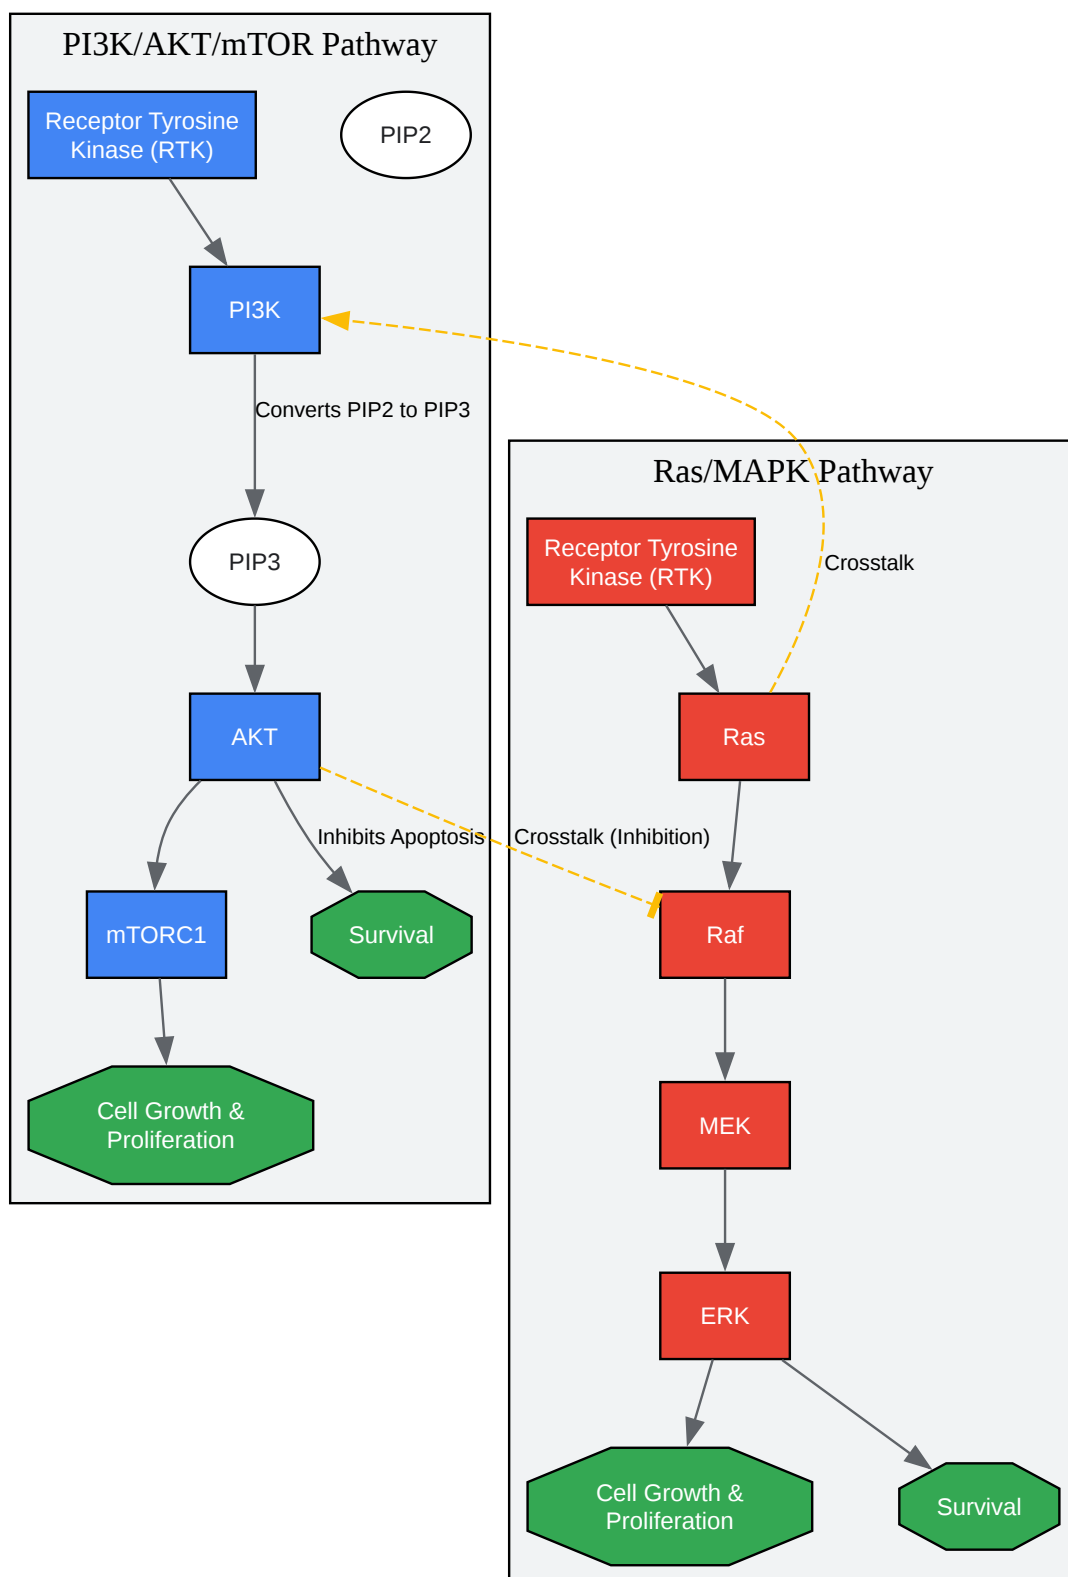 PI3K/AKT/mTOR Pathway
Receptor Tyrosine
Kinase (RTK)
PIP2
PI3K
Converts PIP2 to PIP3
PIP3
AKT
Inhibits Apoptosis
mTORC1
Survival
Cell Growth &
Proliferation
Ras/MAPK Pathway
Receptor Tyrosine
Kinase (RTK)
Crosstalk
Ras
Crosstalk (Inhibition)
Raf
MEK
ERK
Cell Growth &
Proliferation
Survival